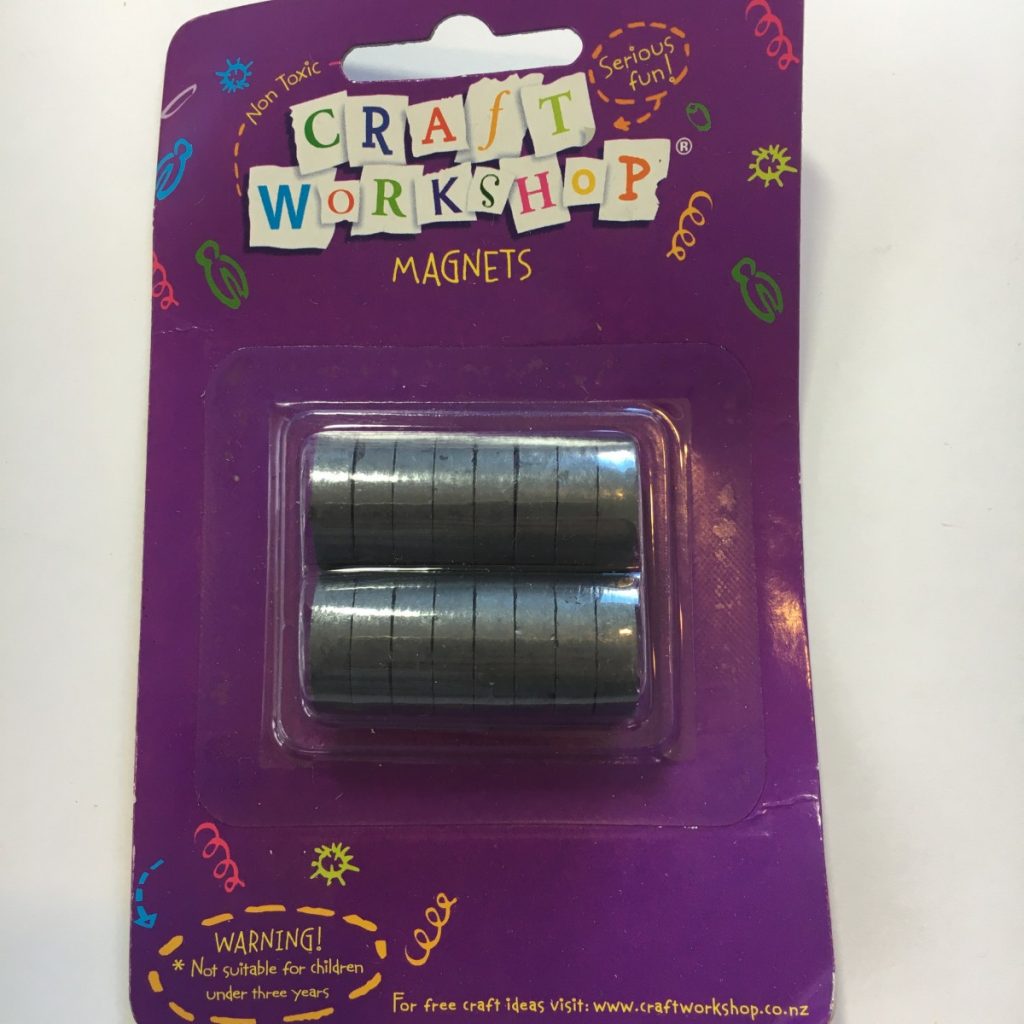 Non Toxic
Serious
fun!
CRAfT
WORKSHOP®
MAGNETS
WARNING!
* Not suitable for children
under three years
For free craft ideas visit: www.craftworkshop.co.nz